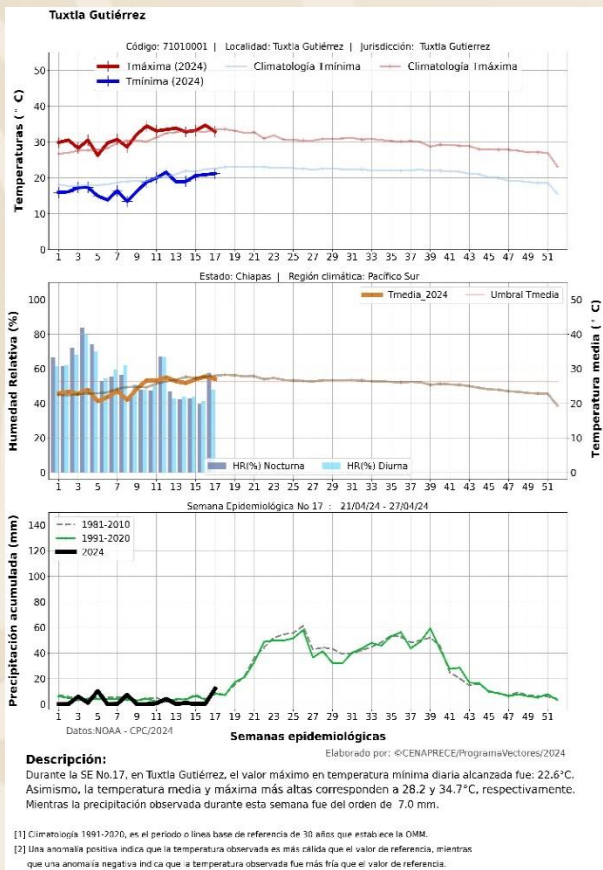 Tuxtla Gutiérrez
Código: 71010001 | Localidad: Tuxtla Gutiérrez | Jurisdicción: Tuxtla Gutierrez
Tmáxima (2024)
Climatología Tmínima
Climatología Tmáxima
Tmínima (2024)
Temperaturas (° C)
50
40
30
20
10
0
1 3 5 7 9 11 13 15 17 19 21 23 25 27 29 31 33 35 37 39 41 43 45 47 49 51
Estado: Chiapas | Región climática: Pacífico Sur
Tmedia_2024
Umbral Tmedia
Humedad Relativa (%)
100
80
60
40
20
0
Temperatura media (° C)
50
40
30
20
10
0
HR(%) Nocturna
HR(%) Diurna
1 3 5 7 9 11 13 15 17 19 21 23 25 27 29 31 33 35 37 39 41 43 45 47 49 51
Semana Epidemiológica No 17 : 21/04/24 - 27/04/24
1981-2010
1991-2020
2024
Precipitación acumulada (mm)
140
120
100
80
60
40
20
0
1 3 5 7 9 11 13 15 17 19 21 23 25 27 29 31 33 35 37 39 41 43 45 47 49 51
Datos:NOAA - CPC/2024
Semanas epidemiológicas
Elaborado por: ©CENAPRECE/ProgramaVectores/2024
Descripción:
Durante la SE No.17, en Tuxtla Gutiérrez, el valor máximo en temperatura mínima diaria alcanzada fue: 22.6°C.
Asimismo, la temperatura media y máxima más altas corresponden a 28.2 y 34.7°C, respectivamente.
Mientras la precipitación observada durante esta semana fue del orden de 7.0 mm.
[1] Climatología 1991-2020, es el periodo o línea base de referencia de 30 años que establece la OMM.
[2] Una anomalía positiva indica que la temperatura observada es más cálida que el valor de referencia, mientras
que una anomalía negativa indica que la temperatura observada fue más fría que el valor de referencia.